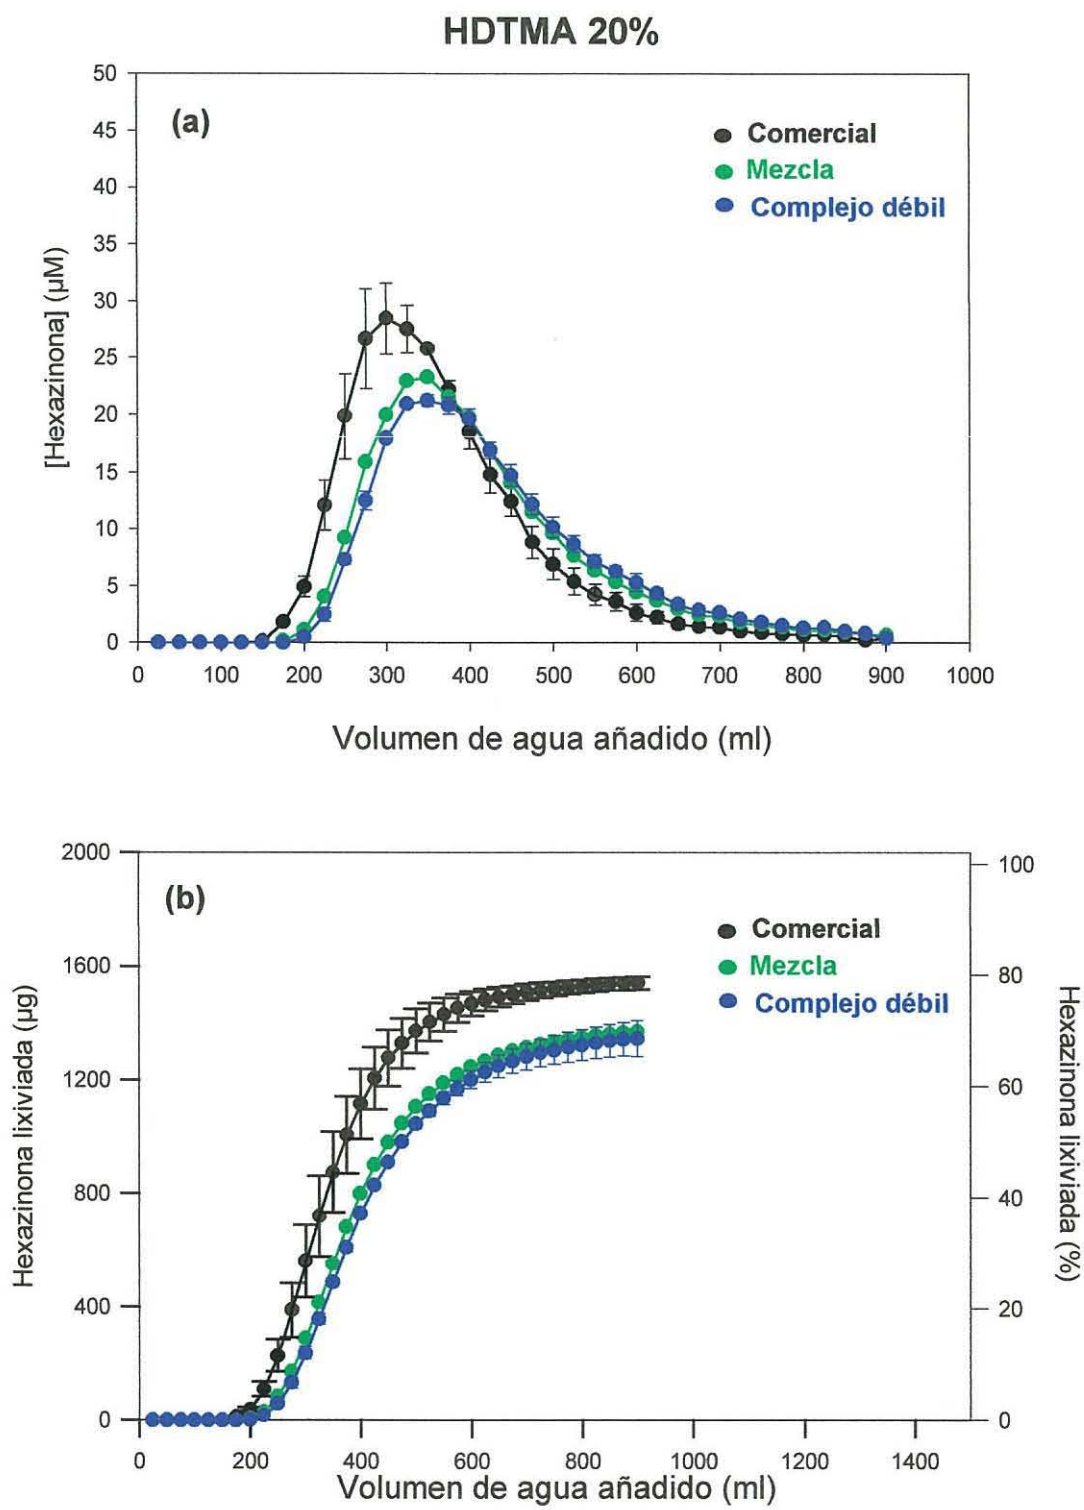 HDTMA 20%
(a)
Comercial
Mezcla
Complejo débil
[Hexazinona] (µM)
50
45
40
35
30
25
20
15
10
5
0
0 100 200 300 400 500 600 700 800 900 1000
Volumen de agua añadido (ml)
(b)
Comercial
Mezcla
Complejo débil
Hexazinona lixiviada (µg)
2000
1600
1200
800
400
0
Hexazinona lixiviada (%)
100
80
60
40
20
0
0 200 400 600 800 1000 1200 1400
Volumen de agua añadido (ml)